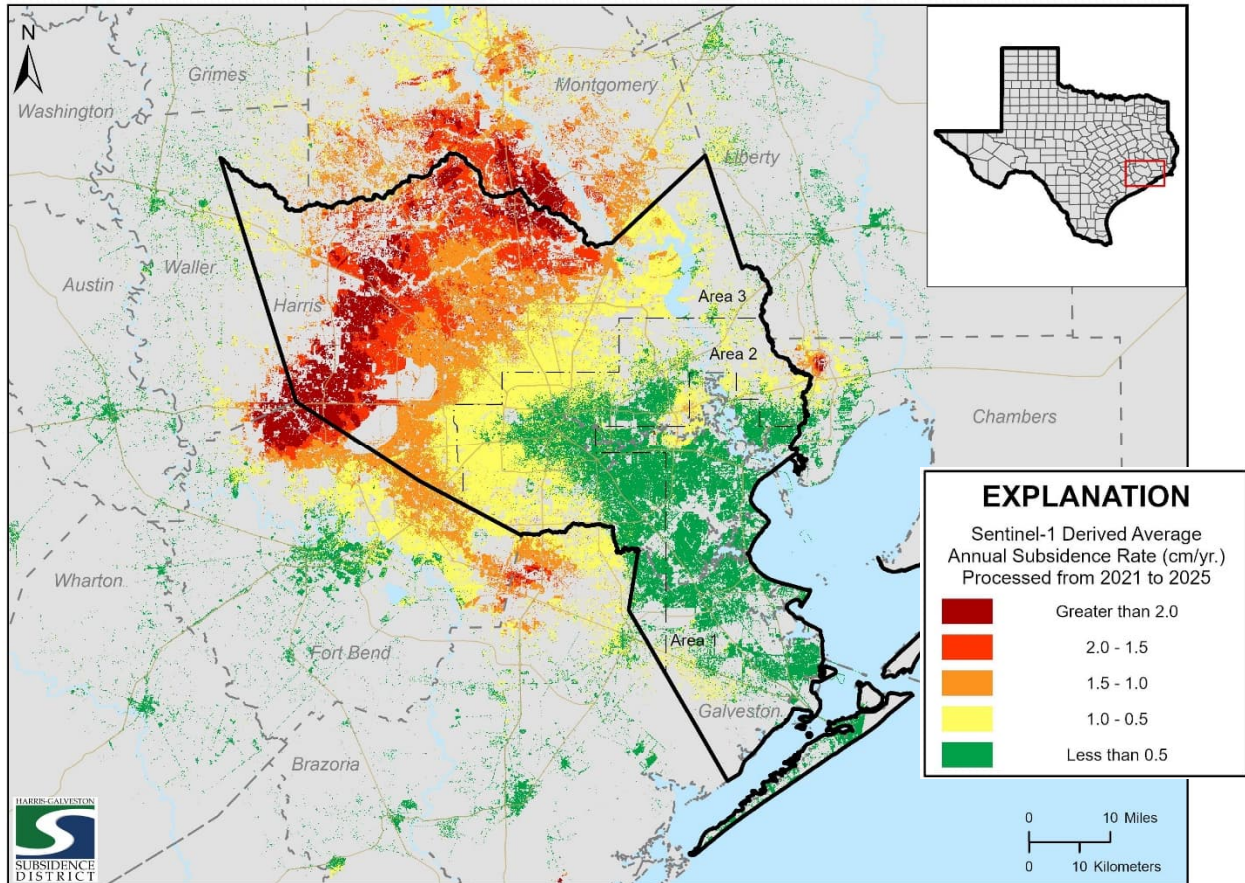 N
Grimes
Montgomery
Washington
Liberty
Waller
Austin
Harris
Area 3
Area 2
Chambers
EXPLANATION
Sentinel-1 Derived Average
Annual Subsidence Rate (cm/yr.)
Processed from 2021 to 2025
Greater than 2.0
2.0 - 1.5
1.5 - 1.0
1.0 - 0.5
Less than 0.5
Wharton
Fort Bend
Area 1
Galveston
Brazoria
HARRIS-GALVESTON
SUBSIDENCE
DISTRICT
0 10 Miles
0 10 Kilometers